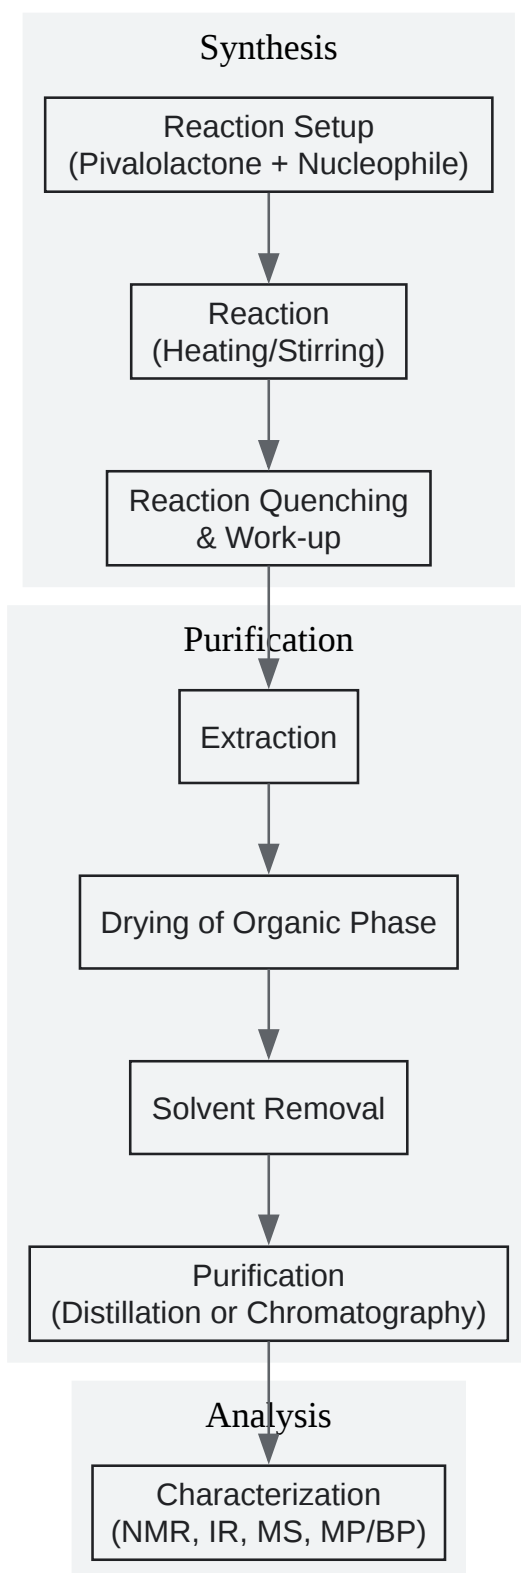 Synthesis
Reaction Setup
(Pivalolactone + Nucleophile)
Reaction
(Heating/Stirring)
Reaction Quenching
& Work-up
Purification
Extraction
Drying of Organic Phase
Solvent Removal
Purification
(Distillation or Chromatography)
Analysis
Characterization
(NMR, IR, MS, MP/BP)